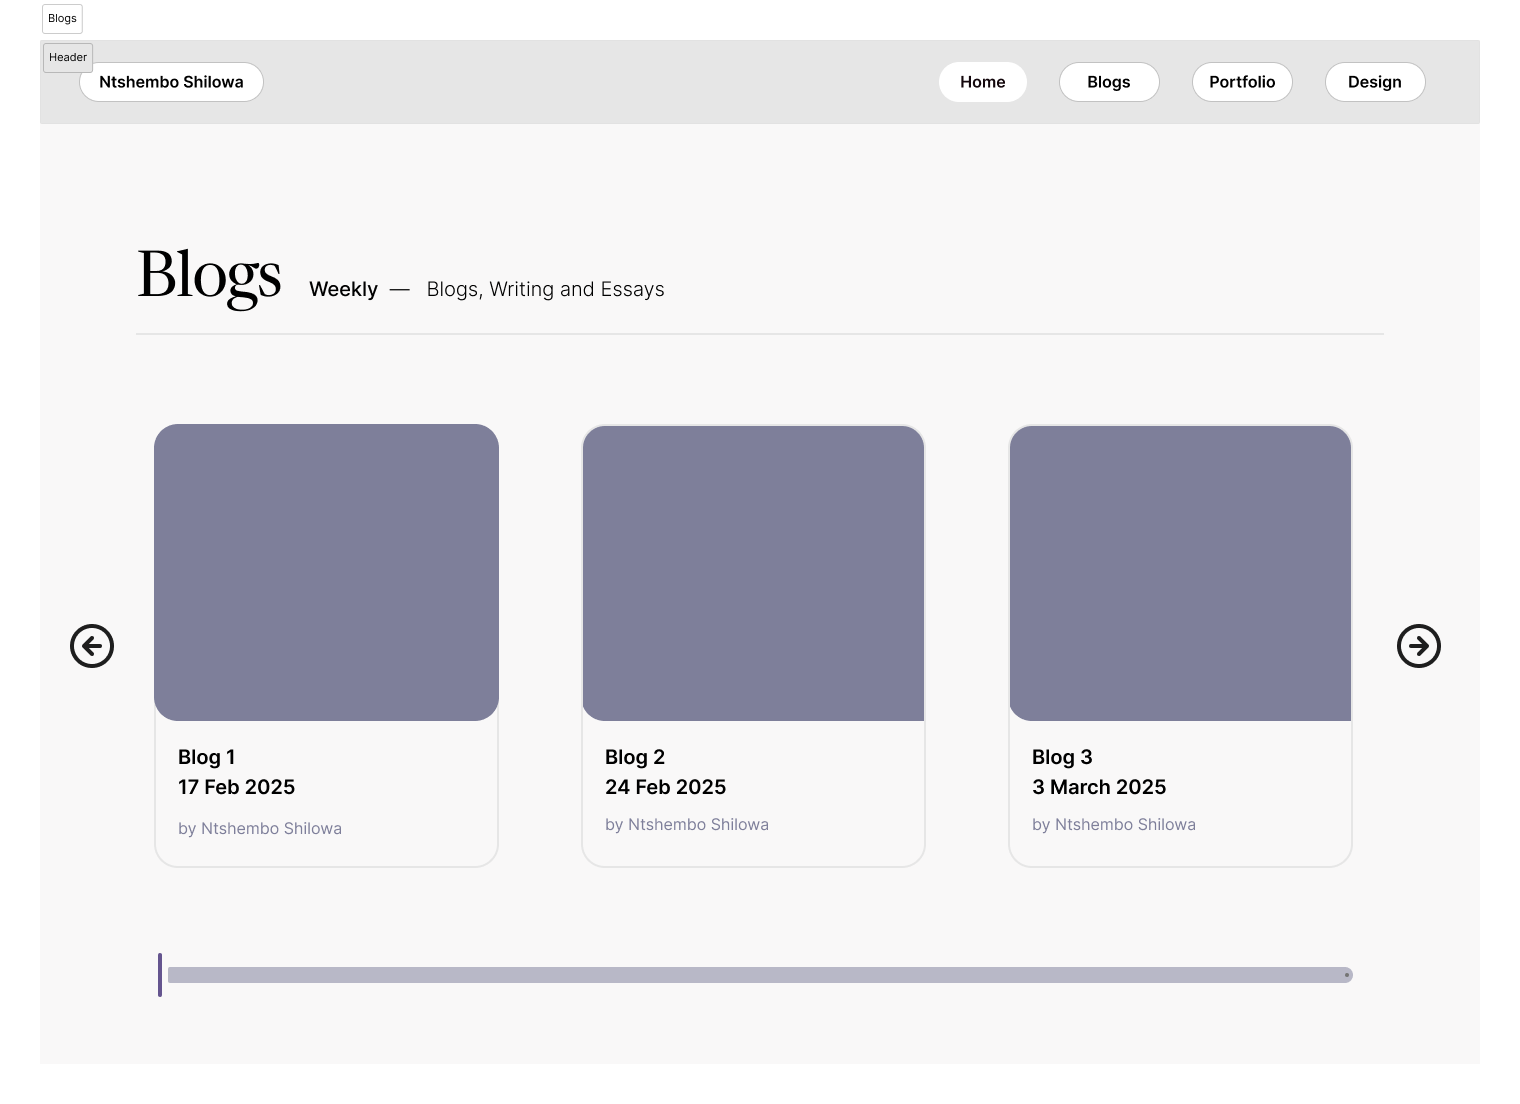 Blogs
Header
Ntshembo Shilowa
Home
Blogs
Portfolio
Design
Blogs
Weekly — Blogs, Writing and Essays
Blog 1
17 Feb 2025
by Ntshembo Shilowa
Blog 2
24 Feb 2025
by Ntshembo Shilowa
Blog 3
3 March 2025
by Ntshembo Shilowa